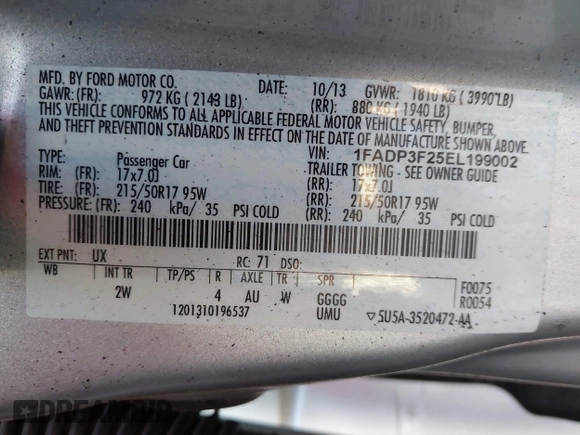 MFD. BY FORD MOTOR CO. DATE: 10/13 GVWR: 1810 KG ( 3990 LB)
GAWR: (FR): 972 KG ( 2143 LB) (RR): 880 KG ( 1940 LB)
THIS VEHICLE CONFORMS TO ALL APPLICABLE FEDERAL MOTOR VEHICLE SAFETY, BUMPER,
AND THEFT PREVENTION STANDARDS IN EFFECT ON THE DATE OF MANUFACTURE SHOWN ABOVE.
VIN: 1FADP3F25EL199002
TYPE: Passenger Car TRAILER TOWING - SEE OWNER GUIDE
RIM: (FR): 17x7.0J (RR): 17x7.0J
TIRE: (FR): 215/50R17 95W (RR): 215/50R17 95W
PRESSURE: (FR): 240 kPa/ 35 PSI COLD (RR): 240 kPa/ 35 PSI COLD
EXT PNT: UX RC: 71 DSO:
WB INT TR TP/PS R AXLE TR SPR F0075
2W 4 AU W GGGG R0054
1201310196537 UMU ▽5U5A-3520472-AA
DREAMBID